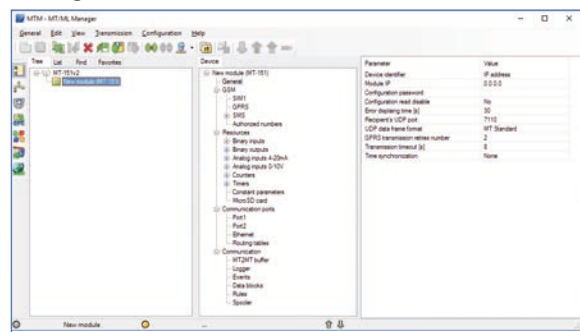 MTM - MT/ML Manager
General Edit View Transmission Configuration Help
Tree List Find Favorites
MT-151v2
New module (MT-151)
Device
New module (MT-151)
General
GSM
SIM1
GPRS
SMS
Authorized numbers
Resources
Binary inputs
Binary outputs
Analog inputs 4-20mA
Analog inputs 0-10V
Counters
Timers
Constant parameters
MicroSD card
Communication ports
Port1
Port2
Ethernet
Routing tables
Communication
MT2MT buffer
Logger
Events
Data blocks
Rules
Spooler
Parameter Value
Device identifier IP address
Module IP 0.0.0.0
Configuration password
Configuration read disable No
Error displaying time [s] 30
Recipient's UDP port 7110
UDP data frame format MT Standard
GPRS transmission retries number 2
Transmission timeout [s] 8
Time synchronization None
New module